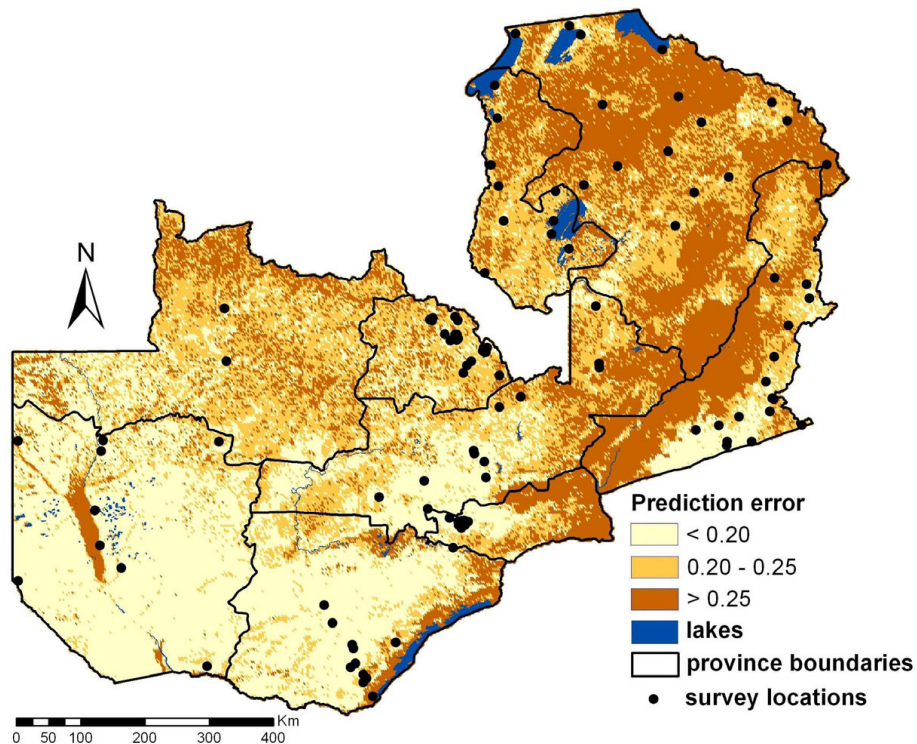 N
Prediction error
< 0.20
0.20 - 0.25
> 0.25
lakes
province boundaries
survey locations
Km
0 50 100 200 300 400